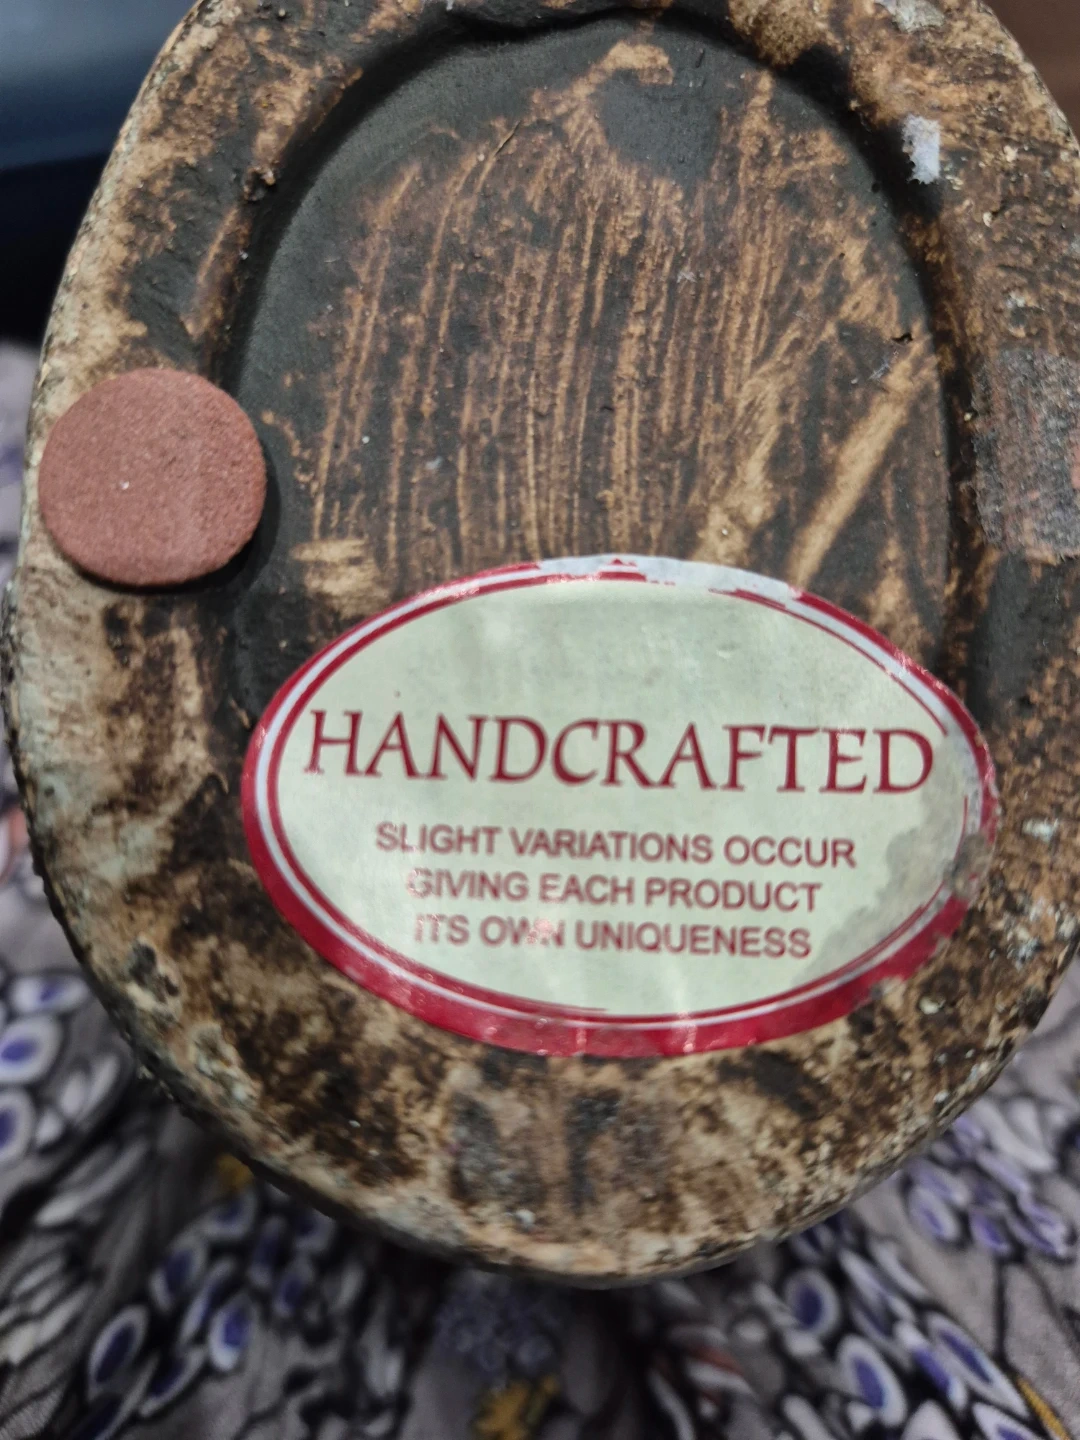 HANDCRAFTED
SLIGHT VARIATIONS OCCUR
GIVING EACH PRODUCT
ITS OWN UNIQUENESS